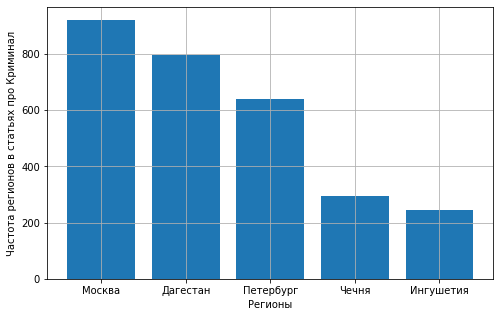 Частота регионов в статьях про Криминал
800
600
400
200
0
Москва Дагестан Петербург Чечня Ингушетия
Регионы